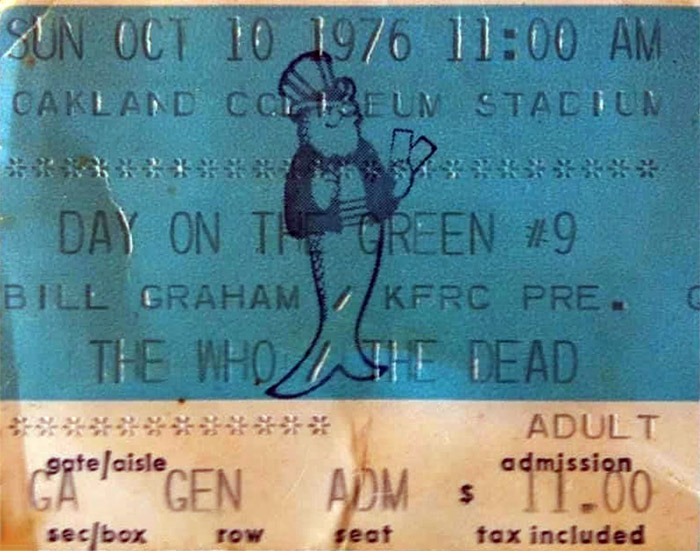 SUN OCT 10 1976 11:00 AM
OAKLAND COLISEUM STADIUM
**************************
DAY ON THE GREEN #9
BILL GRAHAM / KFRC PRE.
THE WHO / THE DEAD
************* ADULT
gate/aisle admission
GA GEN ADM $ 11.00
sec/box row seat tax included